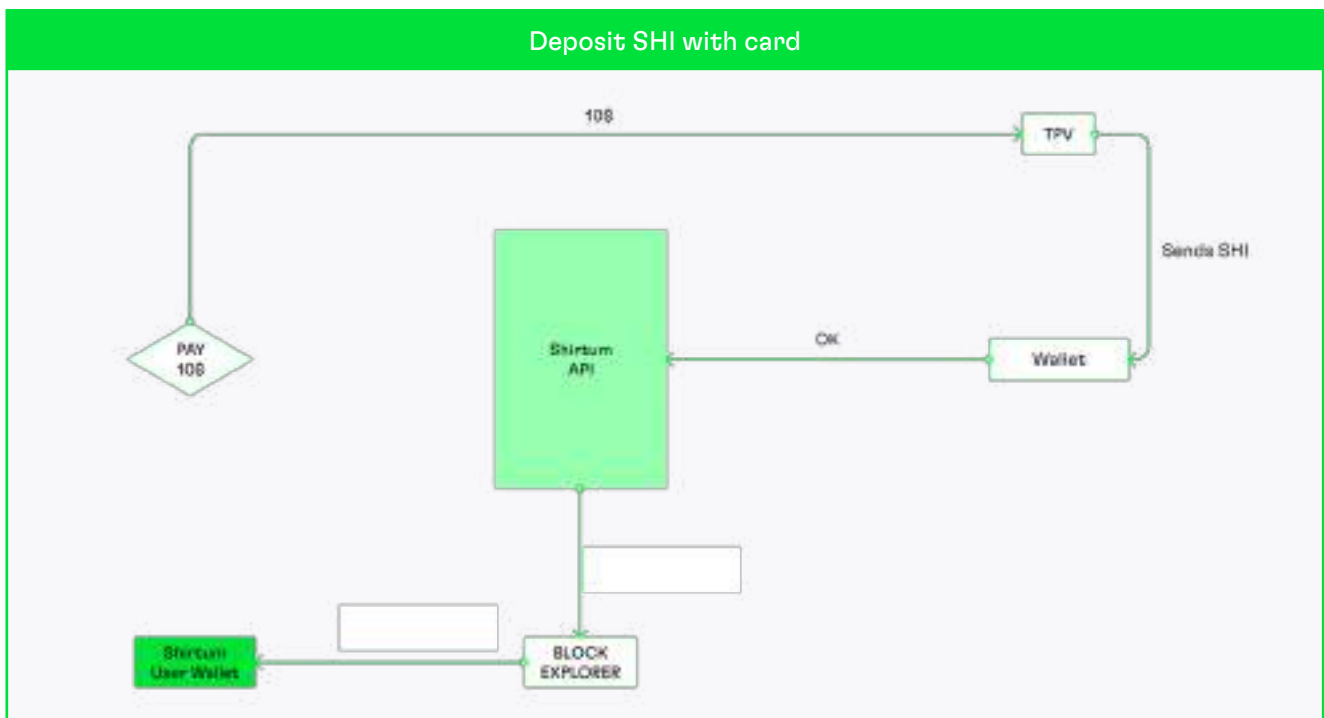 Deposit SHI with card
10$
TPV
Sends SHI
PAY
10$
Shirtum
API
OK
Wallet
Shirtum
User Wallet
BLOCK
EXPLORER